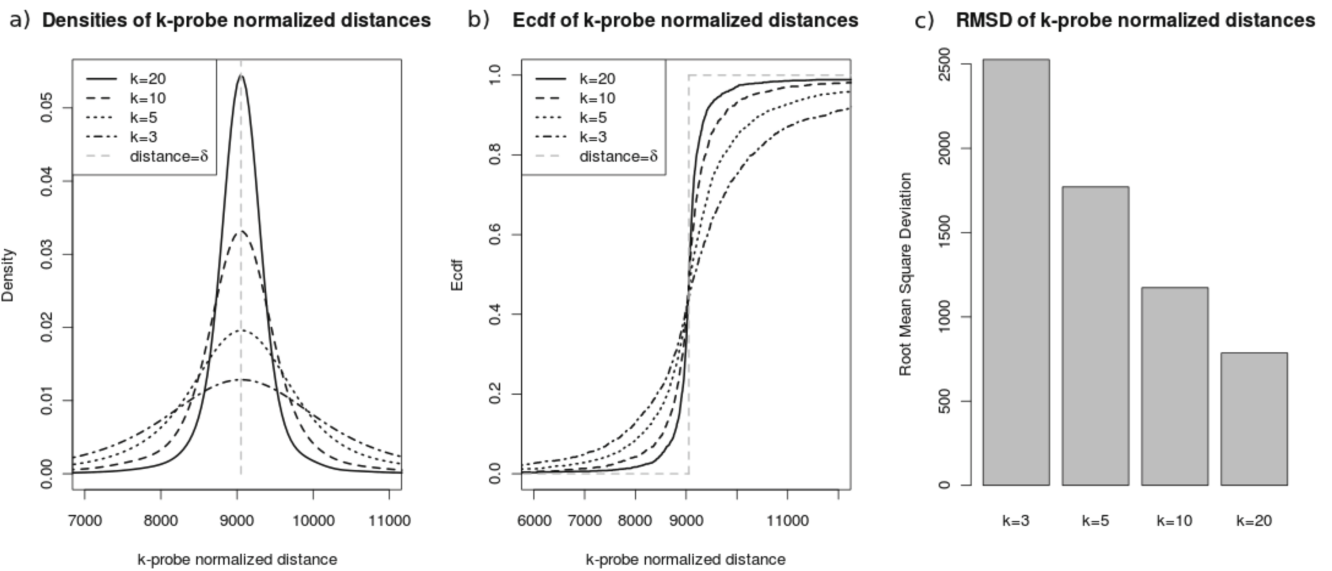 a) Densities of k-probe normalized distances
k=20
k=10
k=5
k=3
distance=δ
Density
0.00
0.01
0.02
0.03
0.04
0.05
7000 8000 9000 10000 11000
k-probe normalized distance
b) Ecdf of k-probe normalized distances
k=20
k=10
k=5
k=3
distance=δ
Ecdf
0.0
0.2
0.4
0.6
0.8
1.0
6000 7000 8000 9000 11000
k-probe normalized distance
c) RMSD of k-probe normalized distances
Root Mean Square Deviation
0
500
1000
1500
2000
2500
k=3 k=5 k=10 k=20